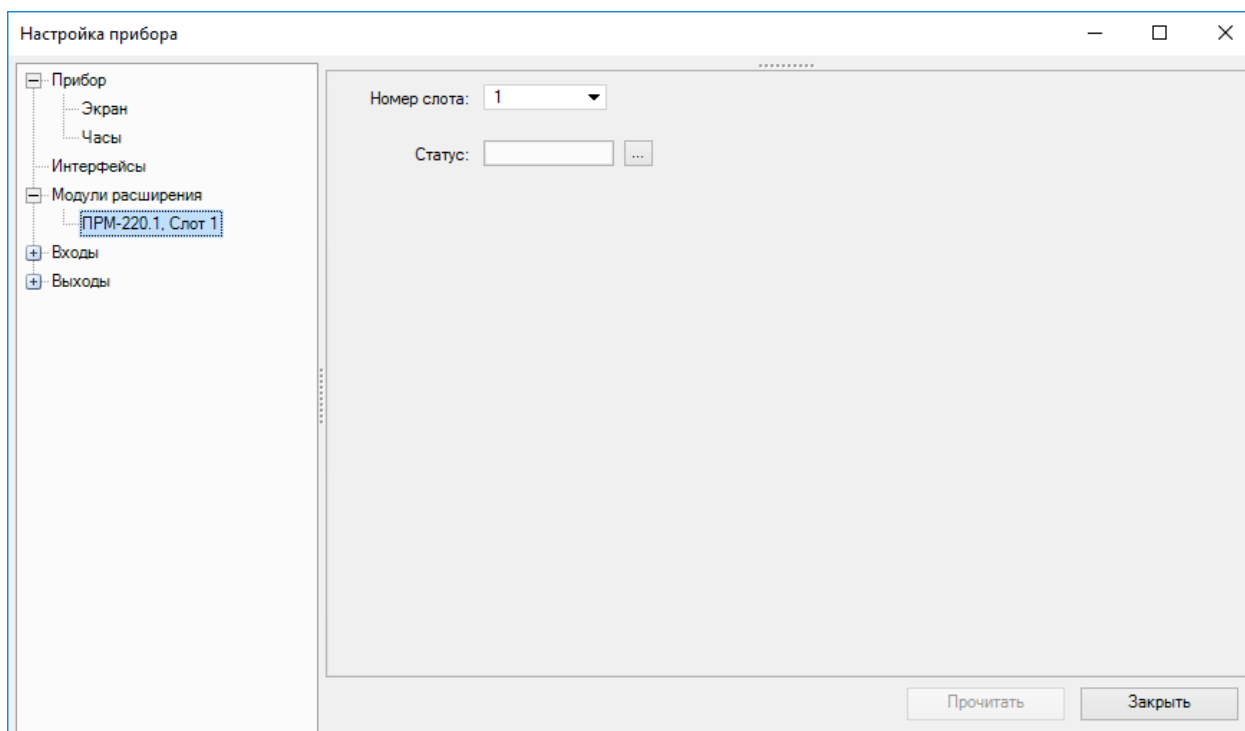 Настройка прибора
Прибор
Экран
Часы
Интерфейсы
Модули расширения
ПРМ-220.1, Слот 1
Входы
Выходы
Номер слота: 1
Статус: ...
Прочитать Закрыть